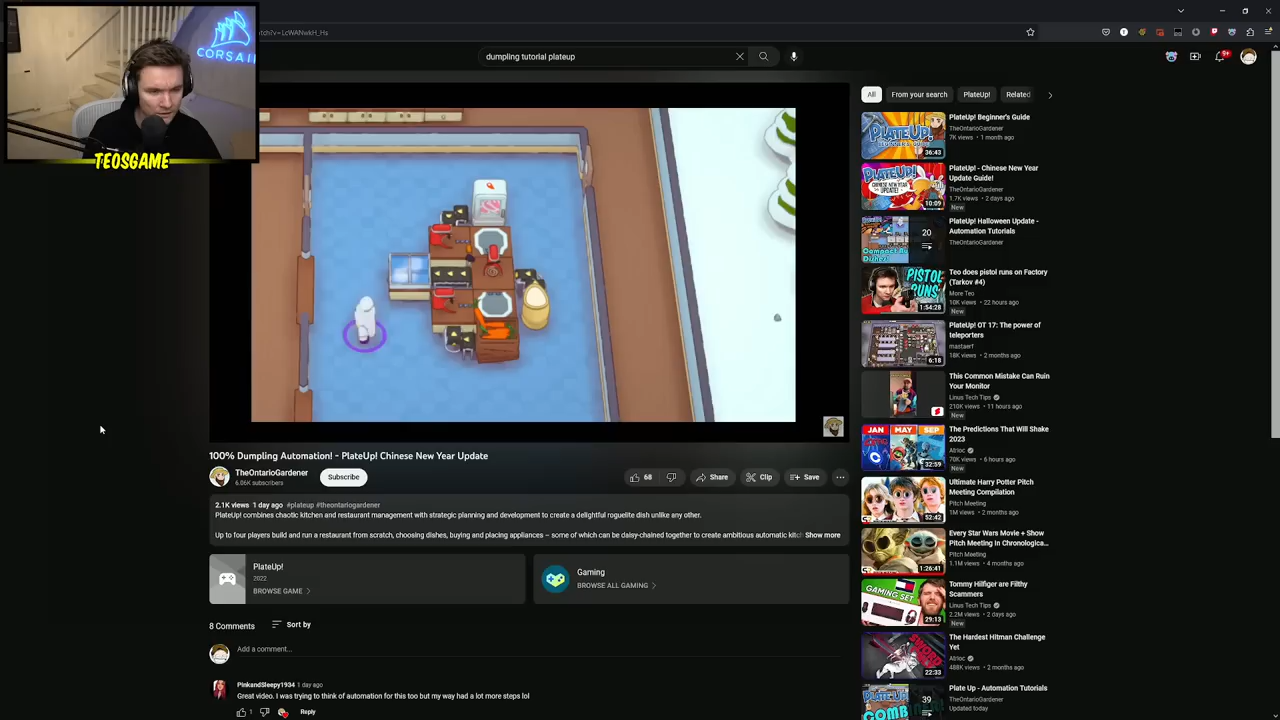 ?v=LcWANwkH_Hs
CORSAIR
TEOSGAME
dumpling tutorial plateup
9+
All
From your search
PlateUp!
Related
PlateUp! Beginner's Guide
TheOntarioGardener
7K views • 1 month ago
36:43
PlateUp! - Chinese New Year
Update Guide!
TheOntarioGardener
1.7K views • 2 days ago
New
10:09
PlateUp! Halloween Update -
Automation Tutorials
TheOntarioGardener
20
Teo does pistol runs on Factory
(Tarkov #4)
More Teo
10K views • 22 hours ago
New
1:54:28
PlateUp! OT 17: The power of
teleporters
mastaerf
18K views • 2 months ago
6:18
This Common Mistake Can Ruin
Your Monitor
Linus Tech Tips
210K views • 11 hours ago
New
The Predictions That Will Shake
2023
Atrioc
70K views • 6 hours ago
New
32:59
Ultimate Harry Potter Pitch
Meeting Compilation
Pitch Meeting
1M views • 2 months ago
52:42
Every Star Wars Movie + Show
Pitch Meeting In Chronologica...
Pitch Meeting
1.1M views • 4 months ago
1:26:41
Tommy Hilfiger are Filthy
Scammers
Linus Tech Tips
2.2M views • 2 days ago
New
29:13
The Hardest Hitman Challenge
Yet
Atrioc
488K views • 2 months ago
22:33
Plate Up - Automation Tutorials
TheOntarioGardener
Updated today
39
100% Dumpling Automation! - PlateUp! Chinese New Year Update
TheOntarioGardener
6.06K subscribers
Subscribe
68
Share
Clip
Save
2.1K views 1 day ago #plateup #theontariogardener
PlateUp! combines chaotic kitchen and restaurant management with strategic planning and development to create a delightful roguelite dish unlike any other.
Up to four players build and run a restaurant from scratch, choosing dishes, buying and placing appliances – some of which can be daisy-chained together to create ambitious automatic kitc Show more
PlateUp!
2022
BROWSE GAME
Gaming
BROWSE ALL GAMING
8 Comments
Sort by
Add a comment...
PinkandSleepy1934 1 day ago
Great video. I was trying to think of automation for this too but my way had a lot more steps lol
1
Reply